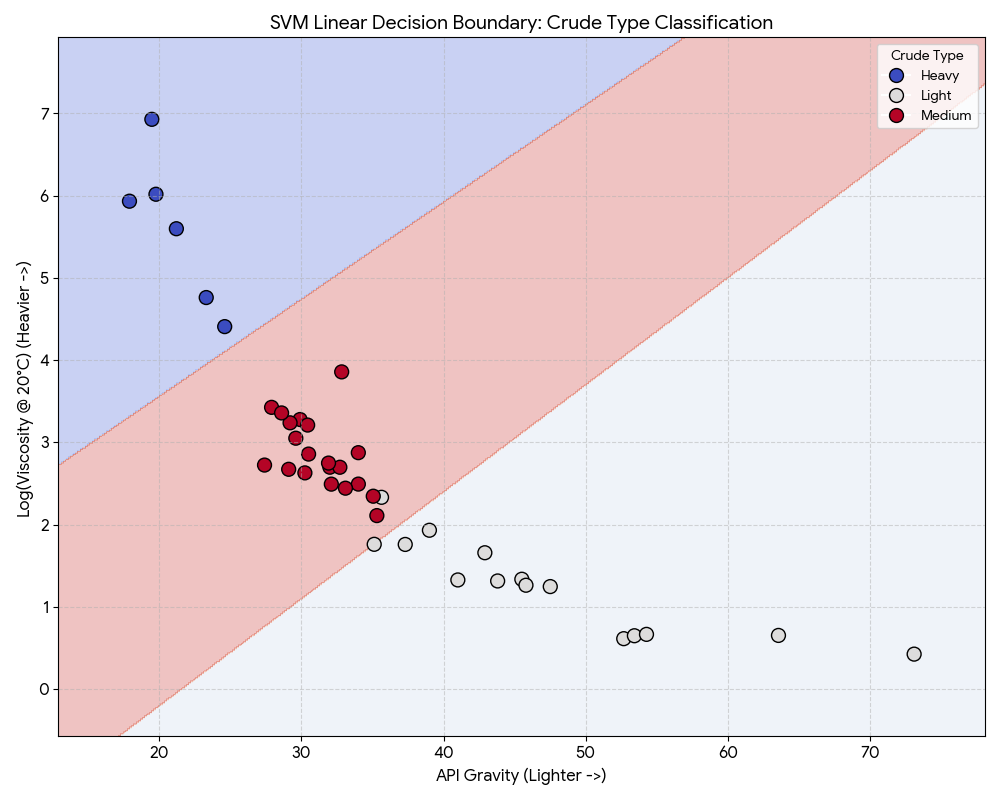 SVM Linear Decision Boundary: Crude Type Classification
Crude Type
Heavy
Light
Medium
Log(Viscosity @ 20°C) (Heavier ->)
7
6
5
4
3
2
1
0
20
30
40
50
60
70
API Gravity (Lighter ->)